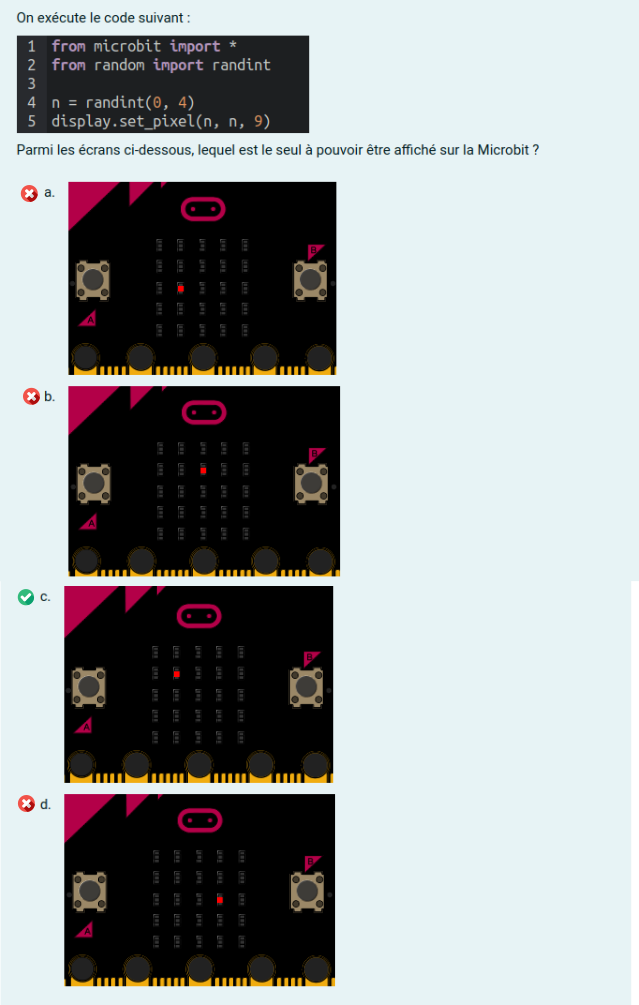 On exécute le code suivant :
1 from microbit import *
2 from random import randint
3
4 n = randint(0, 4)
5 display.set_pixel(n, n, 9)
Parmi les écrans ci-dessous, lequel est le seul à pouvoir être affiché sur la Microbit ?
a.
B
A
b.
B
A
c.
B
A
d.
B
A